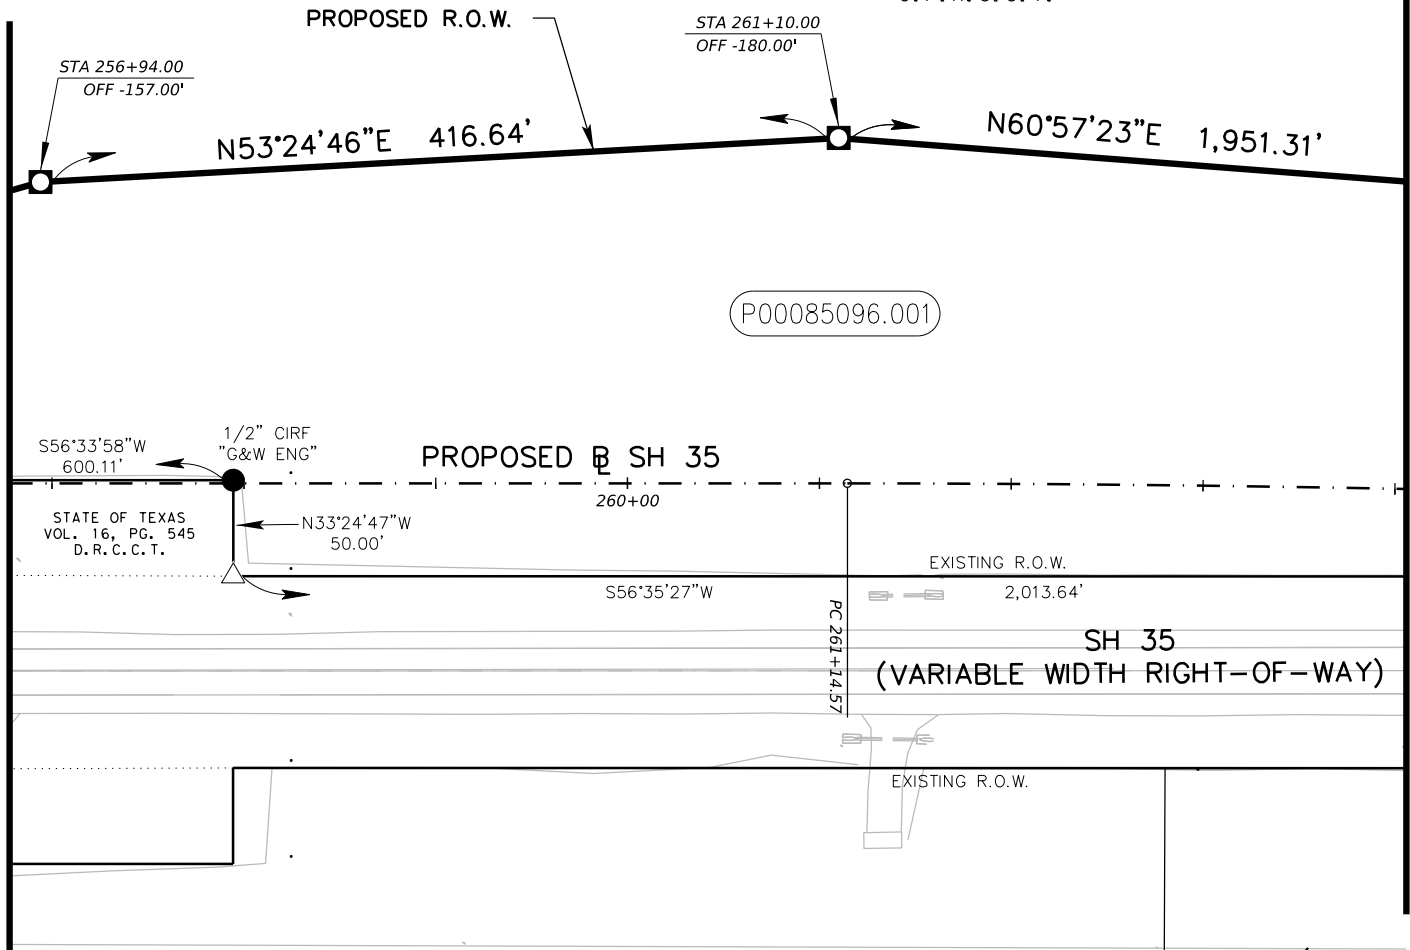 PROPOSED R.O.W.
STA 261+10.00
OFF -180.00'
STA 256+94.00
OFF -157.00'
N53°24'46"E 416.64'
N60°57'23"E 1,951.31'
P00085096.001
S56°33'58"W
600.11'
1/2" CIRF
"G&W ENG"
PROPOSED BL SH 35
260+00
STATE OF TEXAS
VOL. 16, PG. 545
D.R.C.C.T.
N33°24'47"W
50.00'
EXISTING R.O.W.
S56°35'27"W
2,013.64'
PC 261+14.57
SH 35
(VARIABLE WIDTH RIGHT-OF-WAY)
EXISTING R.O.W.